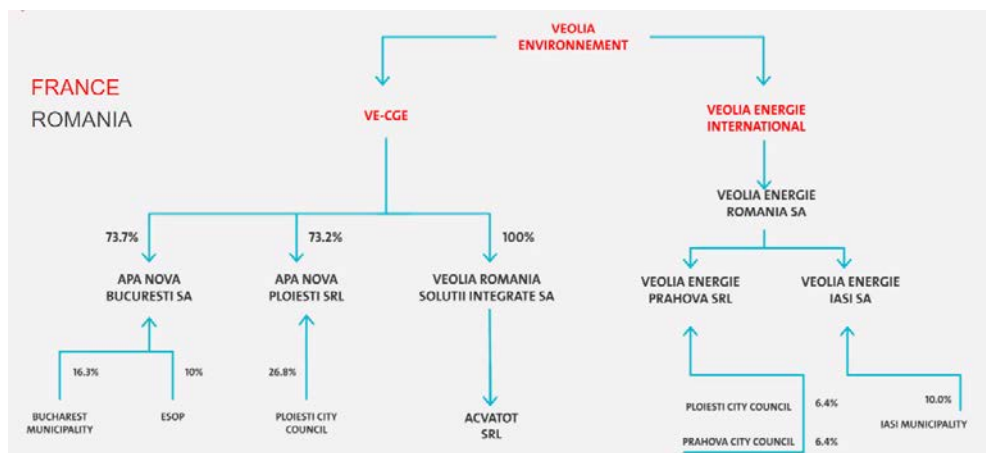 VEOLIA
ENVIRONNEMENT
FRANCE
ROMANIA
VE-CGE
VEOLIA ENERGIE
INTERNATIONAL
VEOLIA ENERGIE
ROMANIA SA
73.7%
73.2%
100%
APA NOVA
BUCURESTI SA
APA NOVA
PLOIESTI SRL
VEOLIA ROMANIA
SOLUTII INTEGRATE SA
VEOLIA ENERGIE
PRAHOVA SRL
VEOLIA ENERGIE
IASI SA
16.3%
10%
26.8%
BUCHAREST
MUNICIPALITY
ESOP
PLOIESTI CITY
COUNCIL
ACVATOT
SRL
PLOIESTI CITY COUNCIL
6.4%
PRAHOVA CITY COUNCIL
6.4%
10.0%
IASI MUNICIPALITY